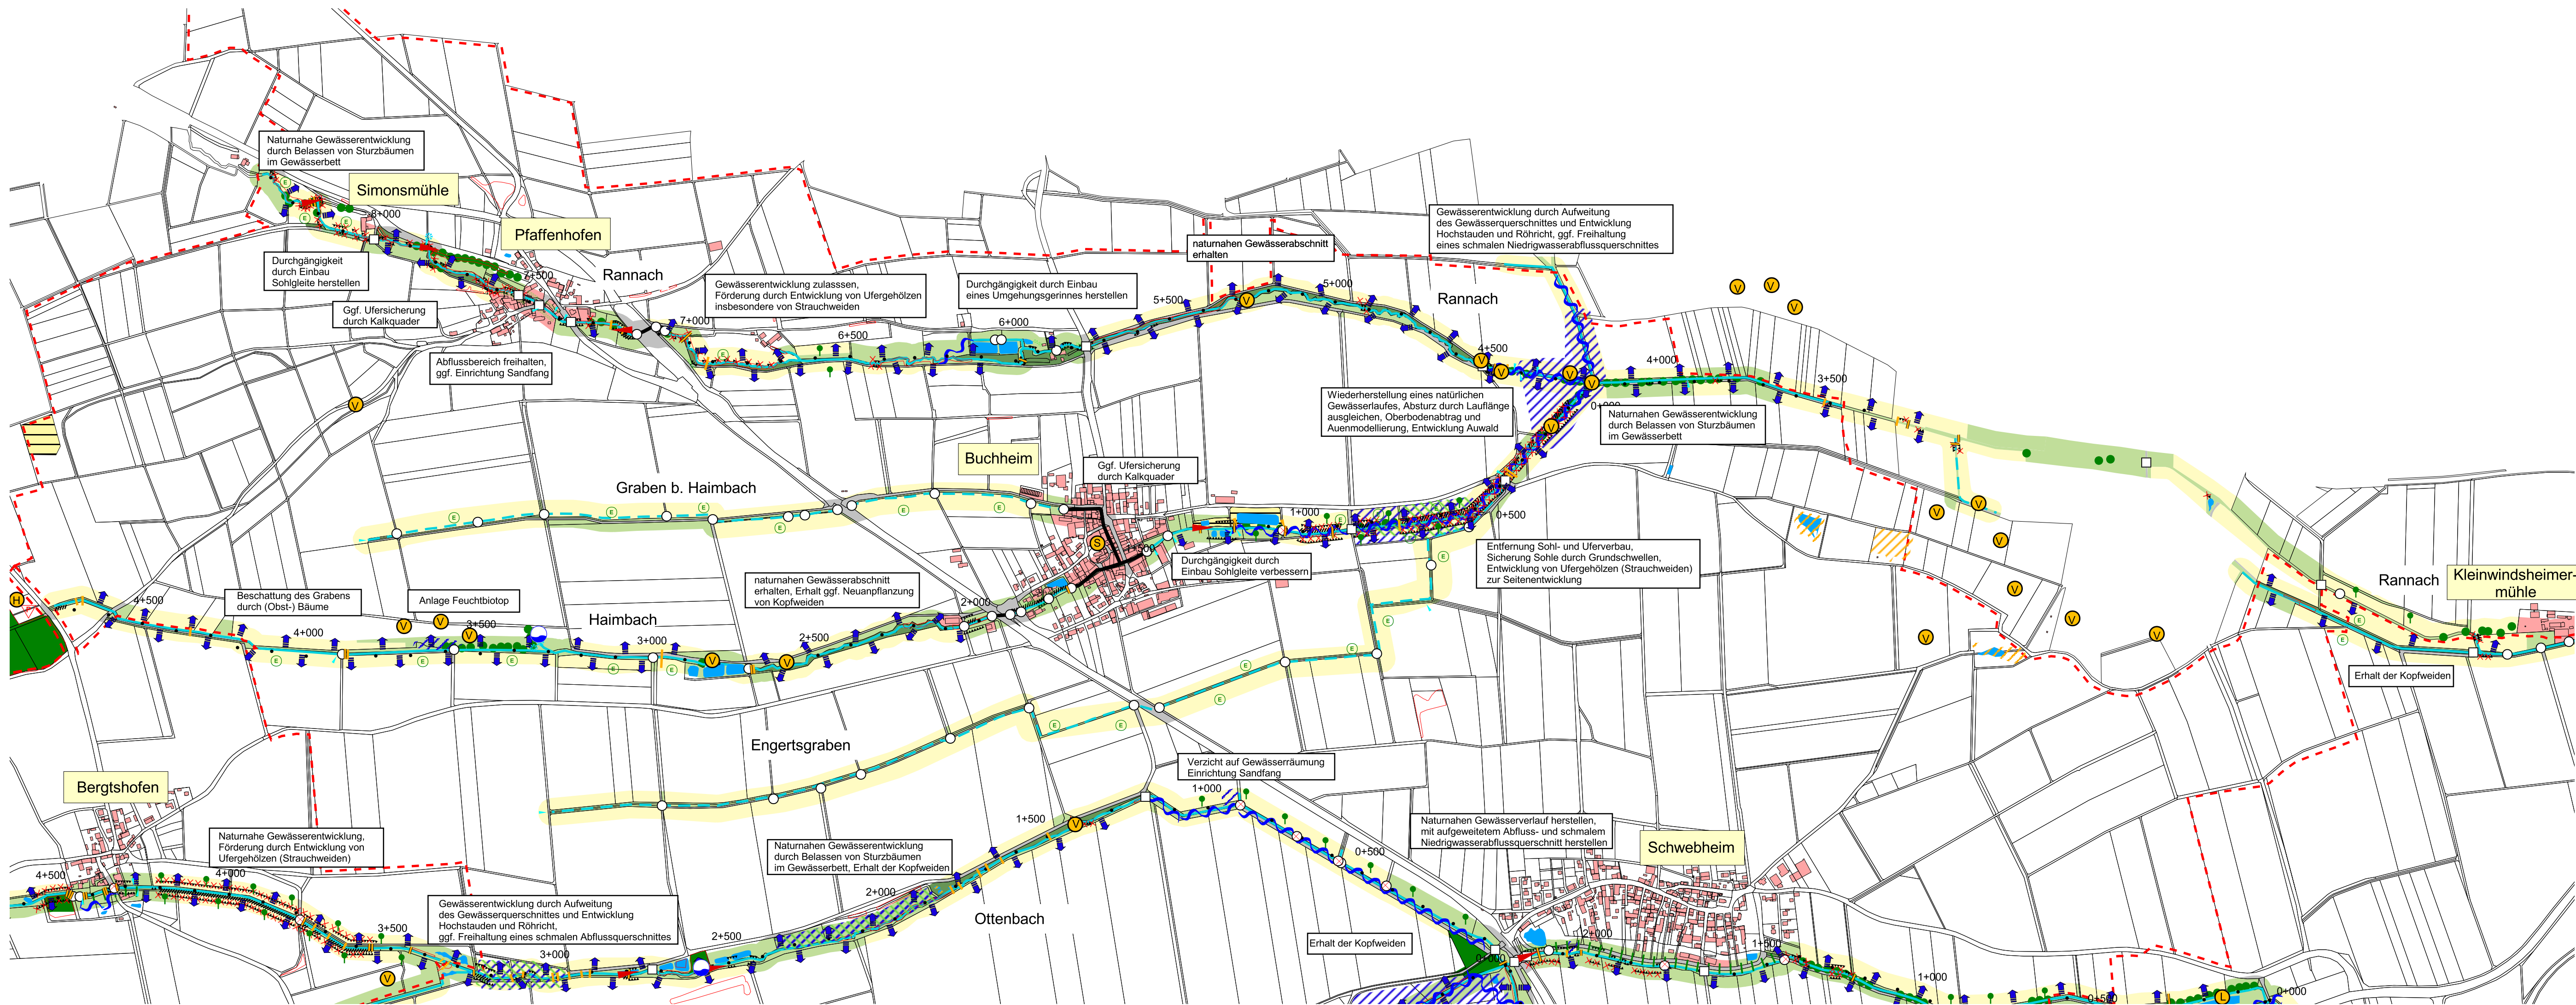 Naturnahe Gewässerentwicklung
durch Belassen von Sturzbäumen
im Gewässerbett
Simonsmühle
8+000
Pfaffenhofen
Durchgängigkeit
durch Einbau
Sohlgleite herstellen
7+500
Rannach
Ggf. Ufersicherung
durch Kalkquader
Abflussbereich freihalten,
ggf. Einrichtung Sandfang
7+000
Gewässerentwicklung zulasssen,
Förderung durch Entwicklung von Ufergehölzen
insbesondere von Strauchweiden
6+500
Durchgängigkeit durch Einbau
eines Umgehungsgerinnes herstellen
6+000
5+500
naturnahen Gewässerabschnitt
erhalten
5+000
Rannach
Gewässerentwicklung durch Aufweitung
des Gewässerquerschnittes und Entwicklung
Hochstauden und Röhricht, ggf. Freihaltung
eines schmalen Niedrigwasserabflussquerschnittes
4+500
4+000
3+500
Wiederherstellung eines natürlichen
Gewässerlaufes, Absturz durch Lauflänge
ausgleichen, Oberbodenabtrag und
Auenmodellierung, Entwicklung Auwald
0+000
Naturnahen Gewässerentwicklung
durch Belassen von Sturzbäumen
im Gewässerbett
Buchheim
Ggf. Ufersicherung
durch Kalkquader
Graben b. Haimbach
1+500
1+000
0+500
Durchgängigkeit durch
Einbau Sohlgleite verbessern
Entfernung Sohl- und Uferverbau,
Sicherung Sohle durch Grundschwellen,
Entwicklung von Ufergehölzen (Strauchweiden)
zur Seitenentwicklung
Rannach
Kleinwindsheimer-
mühle
Erhalt der Kopfweiden
4+500
Beschattung des Grabens
durch (Obst-) Bäume
4+000
Anlage Feuchtbiotop
3+500
Haimbach
3+000
naturnahen Gewässerabschnitt
erhalten, Erhalt ggf. Neuanpflanzung
von Kopfweiden
2+500
2+000
Engertsgraben
Bergtshofen
Naturnahe Gewässerentwicklung,
Förderung durch Entwicklung von
Ufergehölzen (Strauchweiden)
4+500
4+000
3+500
Gewässerentwicklung durch Aufweitung
des Gewässerquerschnittes und Entwicklung
Hochstauden und Röhricht,
ggf. Freihaltung eines schmalen Abflussquerschnittes
3+000
2+500
Naturnahen Gewässerentwicklung
durch Belassen von Sturzbäumen
im Gewässerbett, Erhalt der Kopfweiden
2+000
Ottenbach
1+500
Verzicht auf Gewässerräumung
Einrichtung Sandfang
1+000
0+500
Naturnahen Gewässerverlauf herstellen,
mit aufgeweitetem Abfluss- und schmalem
Niedrigwasserabflussquerschnitt herstellen
Schwebheim
Erhalt der Kopfweiden
0+000
2+000
1+500
1+000
0+500
0+000